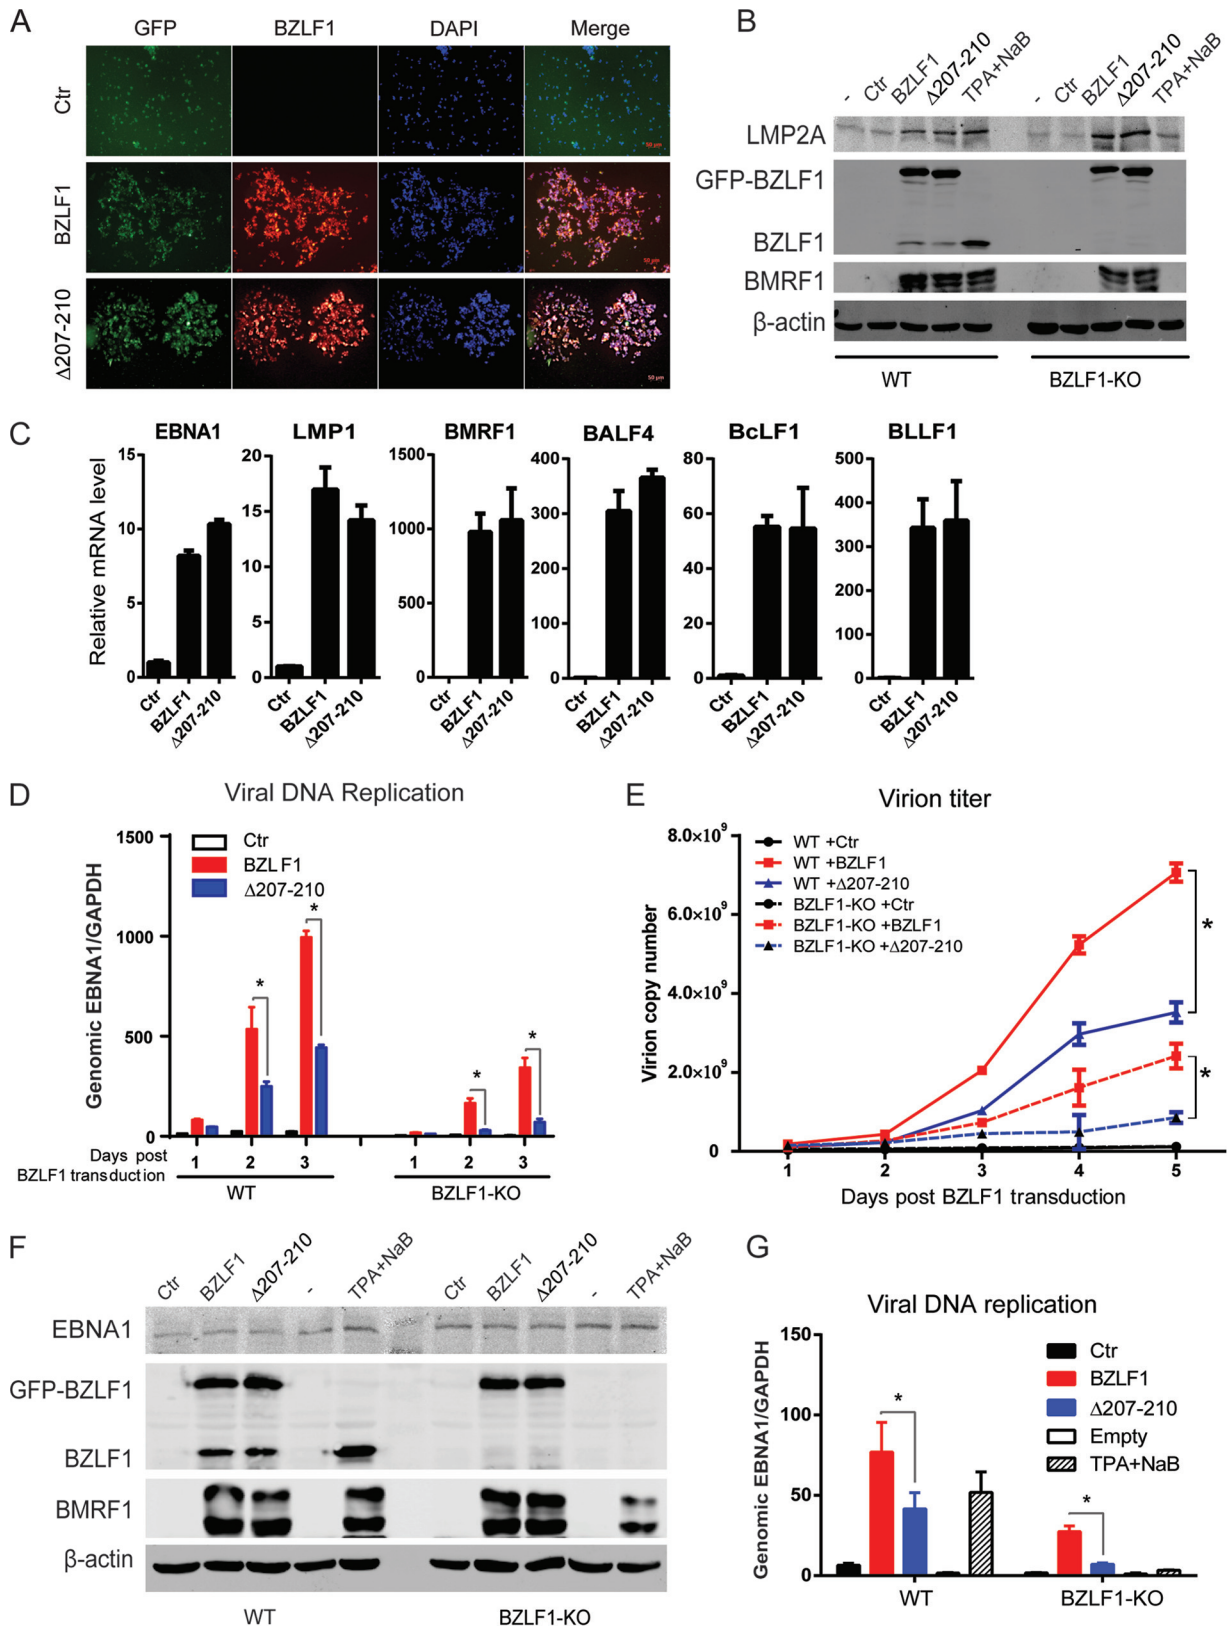 A
GFP BZLF1 DAPI Merge
Ctr
50 µm
BZLF1
50 µm
Δ207-210
50 µm
B
- Ctr BZLF1 Δ207-210 TPA+NaB - Ctr BZLF1 Δ207-210 TPA+NaB
LMP2A
GFP-BZLF1
BZLF1
BMRF1
β-actin
WT BZLF1-KO
C
EBNA1 LMP1 BMRF1 BALF4 BcLF1 BLLF1
Relative mRNA level
15 10 5 0
20 15 10 5 0
1500 1000 500 0
400 300 200 100 0
80 60 40 20 0
500 400 300 200 100 0
Ctr BZLF1 Δ207-210 Ctr BZLF1 Δ207-210 Ctr BZLF1 Δ207-210 Ctr BZLF1 Δ207-210 Ctr BZLF1 Δ207-210 Ctr BZLF1 Δ207-210
D
Viral DNA Replication
Genomic EBNA1/GAPDH
1500
1000
500
0
Ctr
BZLF1
Δ207-210
* * * *
Days post
BZLF1 transduction
1 2 3 1 2 3
WT BZLF1-KO
E
Virion titer
Virion copy number
8.0×10⁹
6.0×10⁹
4.0×10⁹
2.0×10⁹
0
WT +Ctr
WT +BZLF1
WT +Δ207-210
BZLF1-KO +Ctr
BZLF1-KO +BZLF1
BZLF1-KO +Δ207-210
*
*
1 2 3 4 5
Days post BZLF1 transduction
F
Ctr BZLF1 Δ207-210 - TPA+NaB Ctr BZLF1 Δ207-210 - TPA+NaB
EBNA1
GFP-BZLF1
BZLF1
BMRF1
β-actin
WT BZLF1-KO
G
Viral DNA replication
Genomic EBNA1/GAPDH
150
100
50
0
Ctr
BZLF1
Δ207-210
Empty
TPA+NaB
* *
WT BZLF1-KO